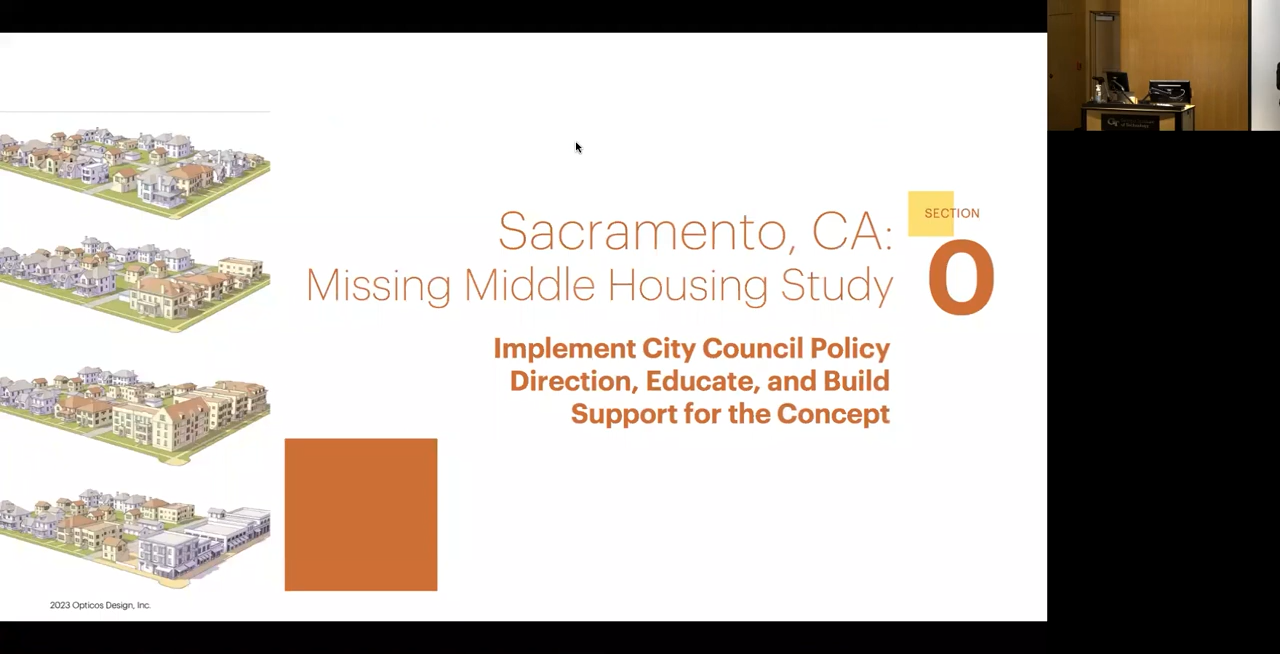 Sacramento, CA:
Missing Middle Housing Study
SECTION
0
Implement City Council Policy
Direction, Educate, and Build
Support for the Concept
2023 Opticos Design, Inc.